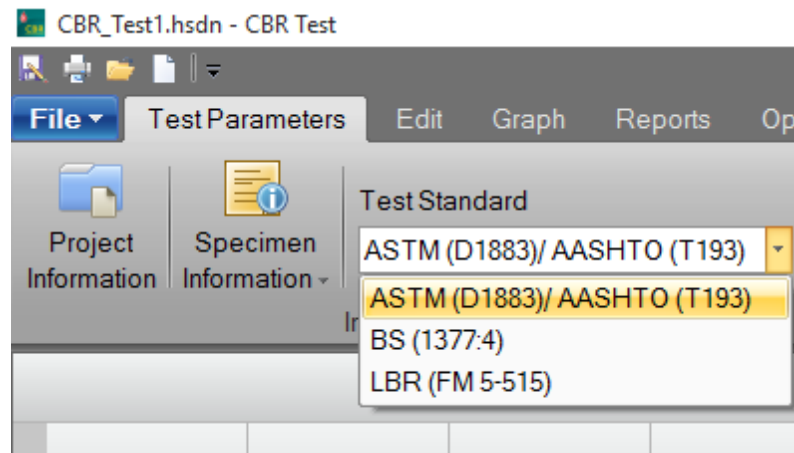 CBR_Test1.hsdn - CBR Test
File Test Parameters Edit Graph Reports Op
Project Information
Specimen Information
Test Standard
ASTM (D1883)/ AASHTO (T193)
ASTM (D1883)/ AASHTO (T193)
BS (1377:4)
LBR (FM 5-515)